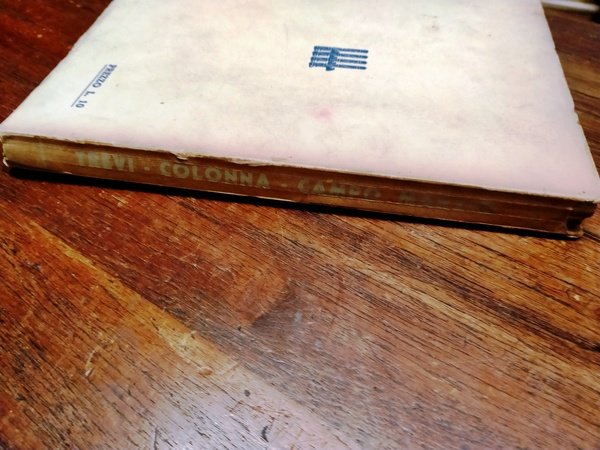 PREZZO L. 10
TREVI - COLONNA - CAMPO